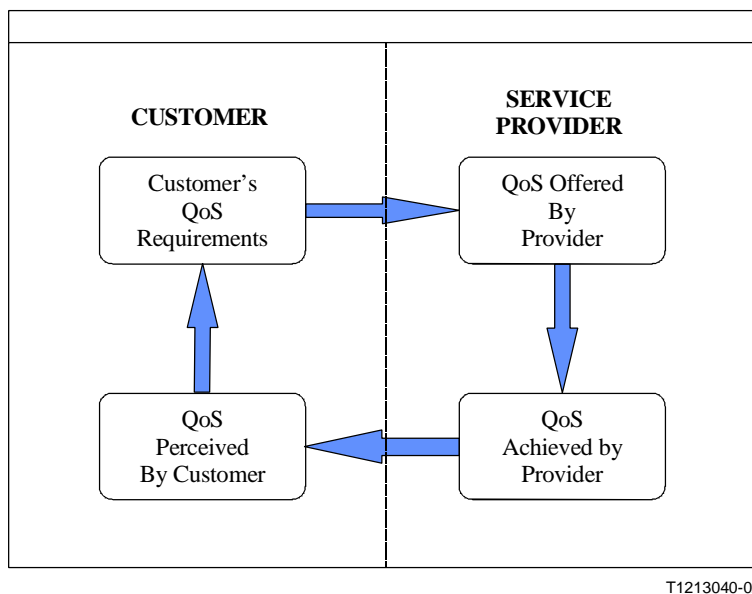 CUSTOMER
SERVICE
PROVIDER
Customer’s
QoS
Requirements
QoS Offered
By
Provider
QoS
Perceived
By Customer
QoS
Achieved by
Provider
T1213040-0